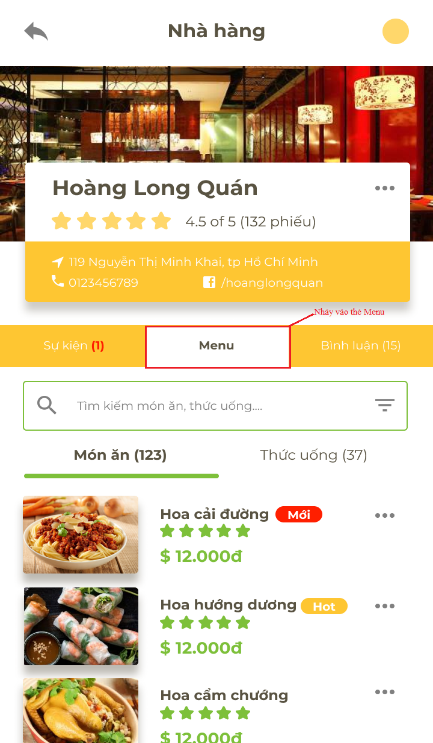 Nhà hàng
Hoàng Long Quán
4.5 of 5 (132 phiếu)
119 Nguyễn Thị Minh Khai, tp Hồ Chí Minh
0123456789
/hoanglongquan
Nhảy vào thẻ Menu
Sự kiện (1)
Menu
Bình luận (15)
Tìm kiếm món ăn, thức uống....
Món ăn (123)
Thức uống (37)
Hoa cải đường Mới
$ 12.000đ
Hoa hướng dương Hot
$ 12.000đ
Hoa cẩm chướng
$ 12.000đ